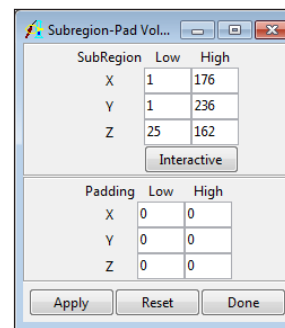 Subregion-Pad Vol...
SubRegion Low High
X 1 176
Y 1 236
Z 25 162
Interactive
Padding Low High
X 0 0
Y 0 0
Z 0 0
Apply Reset Done